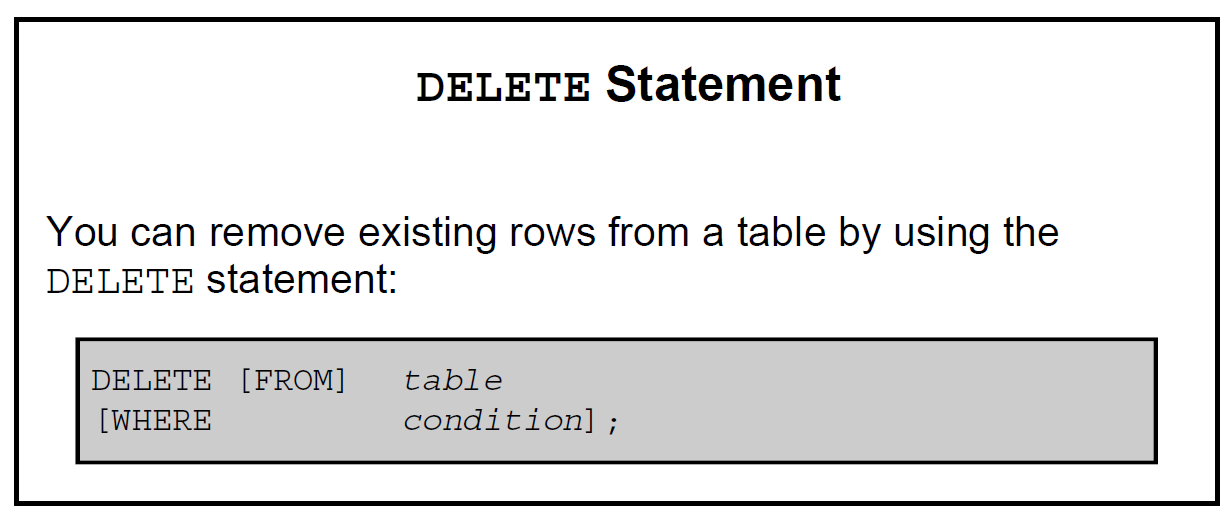 DELETE Statement
You can remove existing rows from a table by using the
DELETE statement:
DELETE [FROM] table
[WHERE condition];